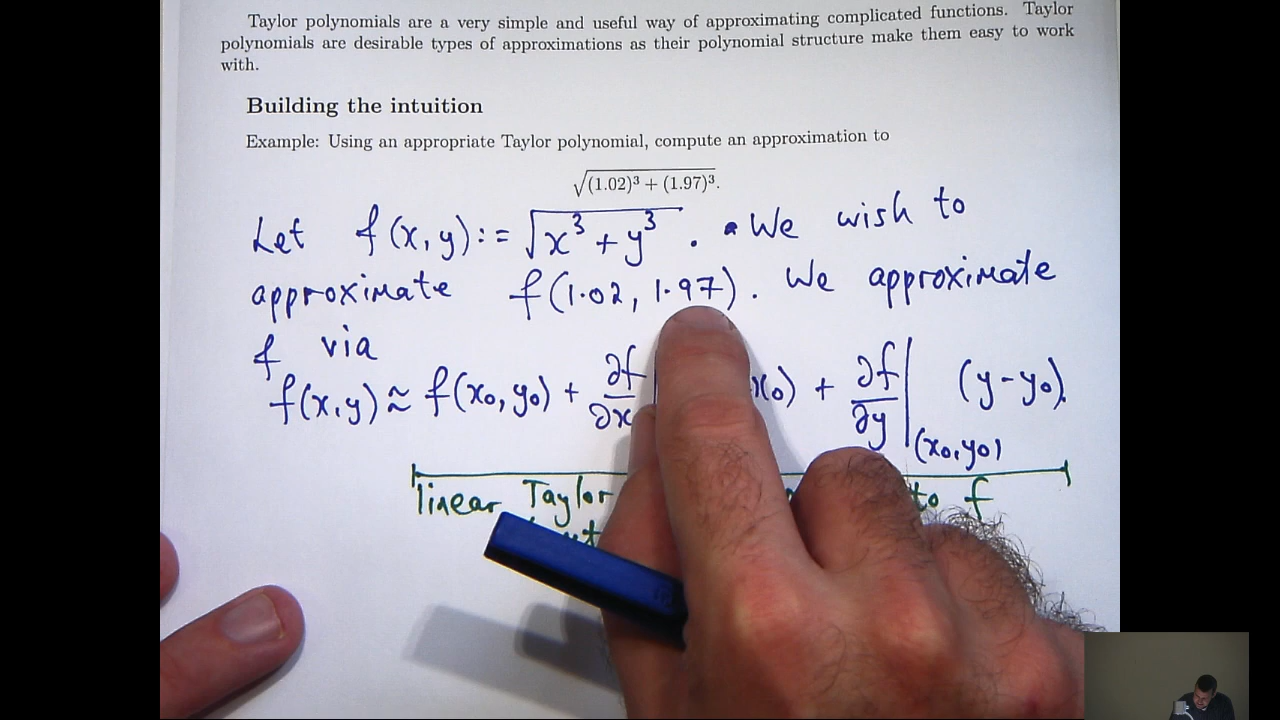 Taylor polynomials are a very simple and useful way of approximating complicated functions. Taylor
polynomials are desirable types of approximations as their polynomial structure make them easy to work
with.
Building the intuition
Example: Using an appropriate Taylor polynomial, compute an approximation to
√((1.02)³ + (1.97)³).
Let f(x,y) := √(x³ + y³) . We wish to
approximate f(1.02, 1.97). We approximate
f via
f(x,y) ≈ f(x₀,y₀) + ∂f/∂x x₀) + ∂f/∂y |(x₀,y₀) (y-y₀).
linear Taylor to f